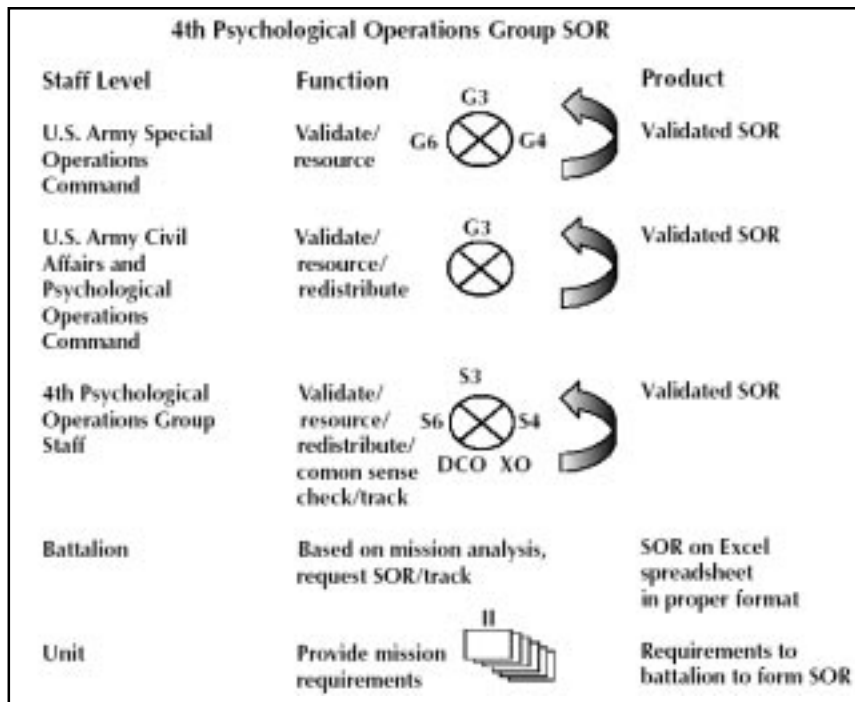 4th Psychological Operations Group SOR
Staff Level
Function
Product
U.S. Army Special
Operations
Command
Validate/
resource
G3
G6
G4
Validated SOR
U.S. Army Civil
Affairs and
Psychological
Operations
Command
Validate/
resource/
redistribute
G3
Validated SOR
4th Psychological
Operations Group
Staff
Validate/
resource/
redistribute/
comon sense
check/track
S3
S6
S4
DCO XO
Validated SOR
Battalion
Based on mission analysis,
request SOR/track
SOR on Excel
spreadsheet
in proper format
Unit
Provide mission
requirements
II
Requirements to
battalion to form SOR